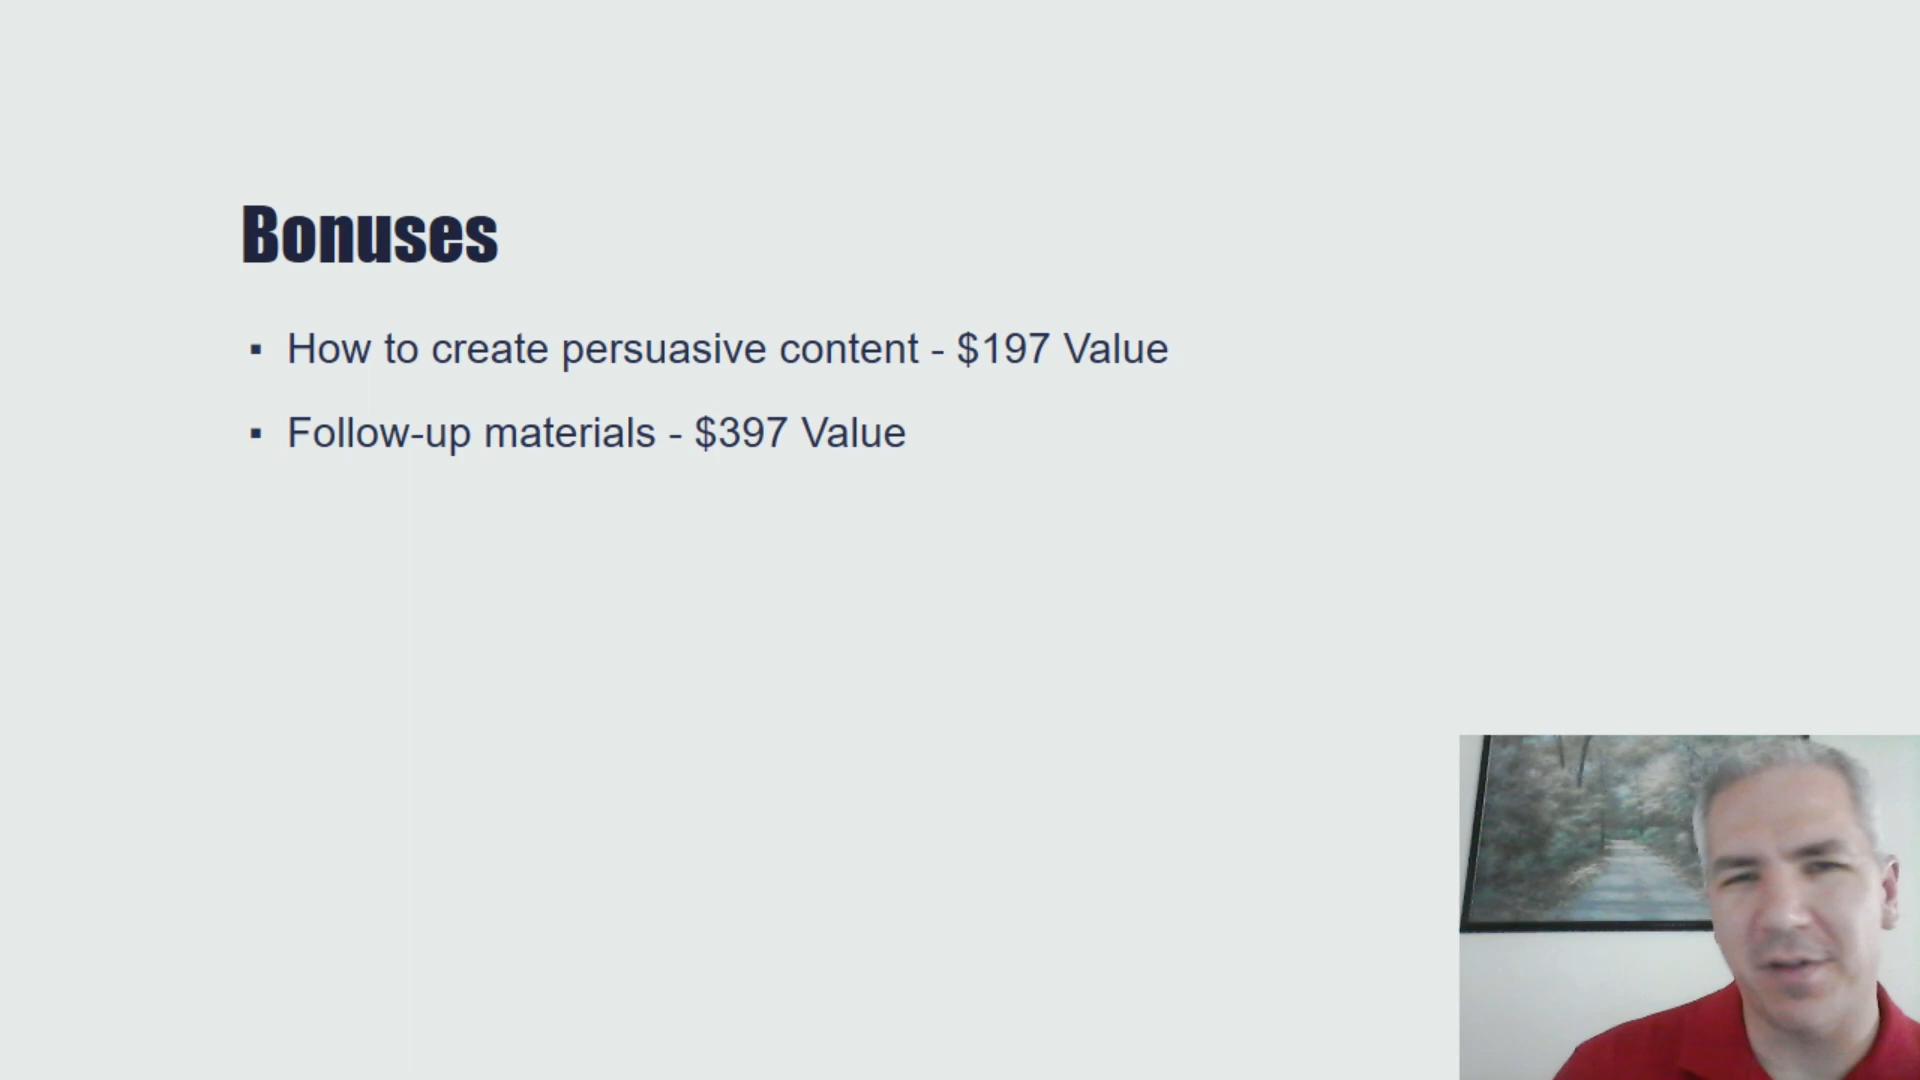 Bonuses
▪ How to create persuasive content - $197 Value
▪ Follow-up materials - $397 Value